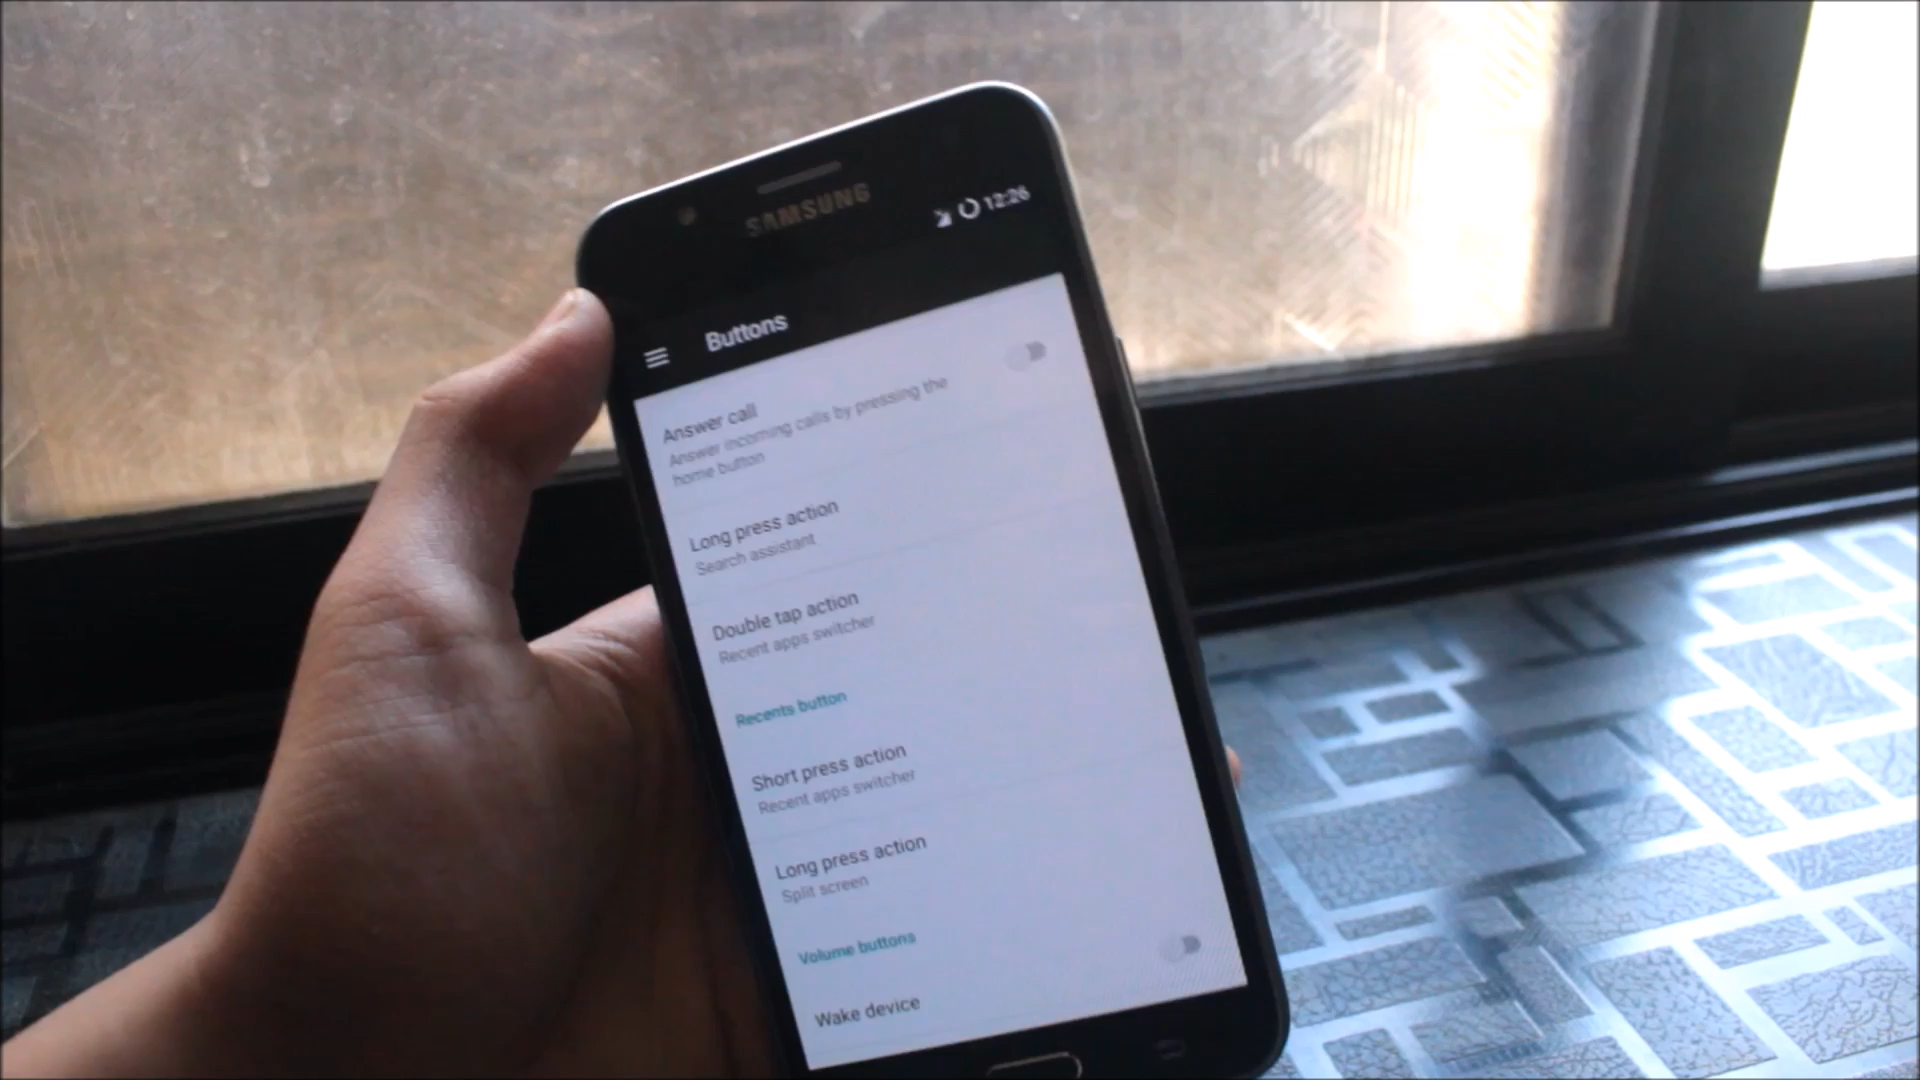 SAMSUNG
12:26
Buttons
Answer call
Answer incoming calls by pressing the
home button
Long press action
Search assistant
Double tap action
Recent apps switcher
Recents button
Short press action
Recent apps switcher
Long press action
Split screen
Volume buttons
Wake device